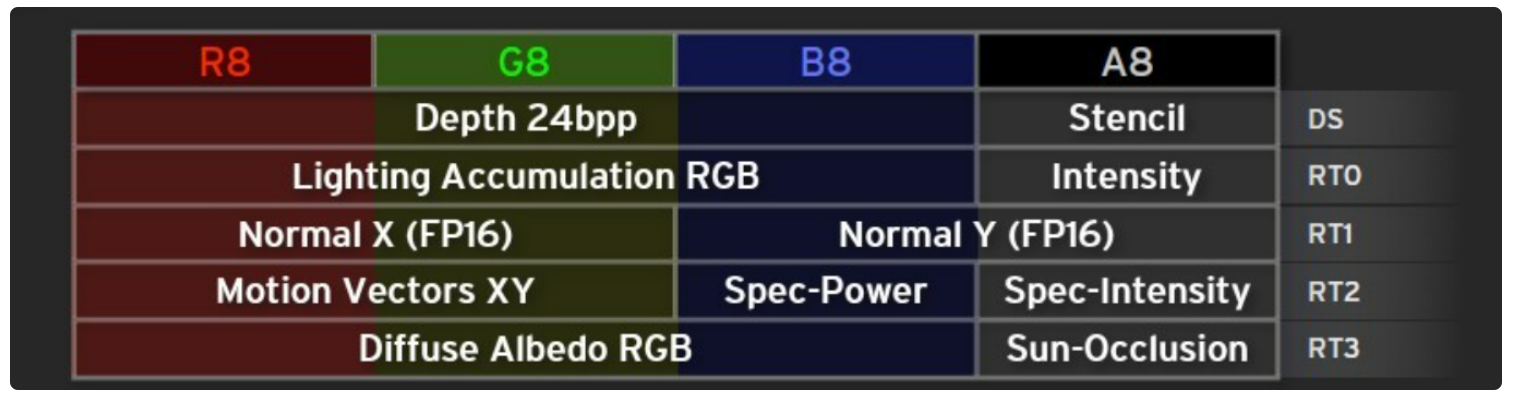 R8 G8 B8 A8
Depth 24bpp Stencil DS
Lighting Accumulation RGB Intensity RT0
Normal X (FP16) Normal Y (FP16) RT1
Motion Vectors XY Spec-Power Spec-Intensity RT2
Diffuse Albedo RGB Sun-Occlusion RT3